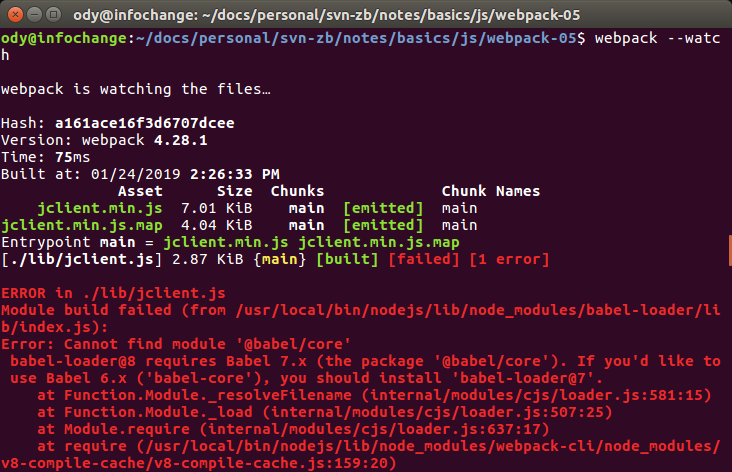 ody@infochange: ~/docs/personal/svn-zb/notes/basics/js/webpack-05
ody@infochange:~/docs/personal/svn-zb/notes/basics/js/webpack-05$ webpack --watc
h
webpack is watching the files…
Hash: a161ace16f3d6707dcee
Version: webpack 4.28.1
Time: 75ms
Built at: 01/24/2019 2:26:33 PM
Asset Size Chunks Chunk Names
jclient.min.js 7.01 KiB main [emitted] main
jclient.min.js.map 4.04 KiB main [emitted] main
Entrypoint main = jclient.min.js jclient.min.js.map
[./lib/jclient.js] 2.87 KiB {main} [built] [failed] [1 error]
ERROR in ./lib/jclient.js
Module build failed (from /usr/local/bin/nodejs/lib/node_modules/babel-loader/li
b/index.js):
Error: Cannot find module '@babel/core'
babel-loader@8 requires Babel 7.x (the package '@babel/core'). If you'd like to
use Babel 6.x ('babel-core'), you should install 'babel-loader@7'.
at Function.Module._resolveFilename (internal/modules/cjs/loader.js:581:15)
at Function.Module._load (internal/modules/cjs/loader.js:507:25)
at Module.require (internal/modules/cjs/loader.js:637:17)
at require (/usr/local/bin/nodejs/lib/node_modules/webpack-cli/node_modules/
v8-compile-cache/v8-compile-cache.js:159:20)